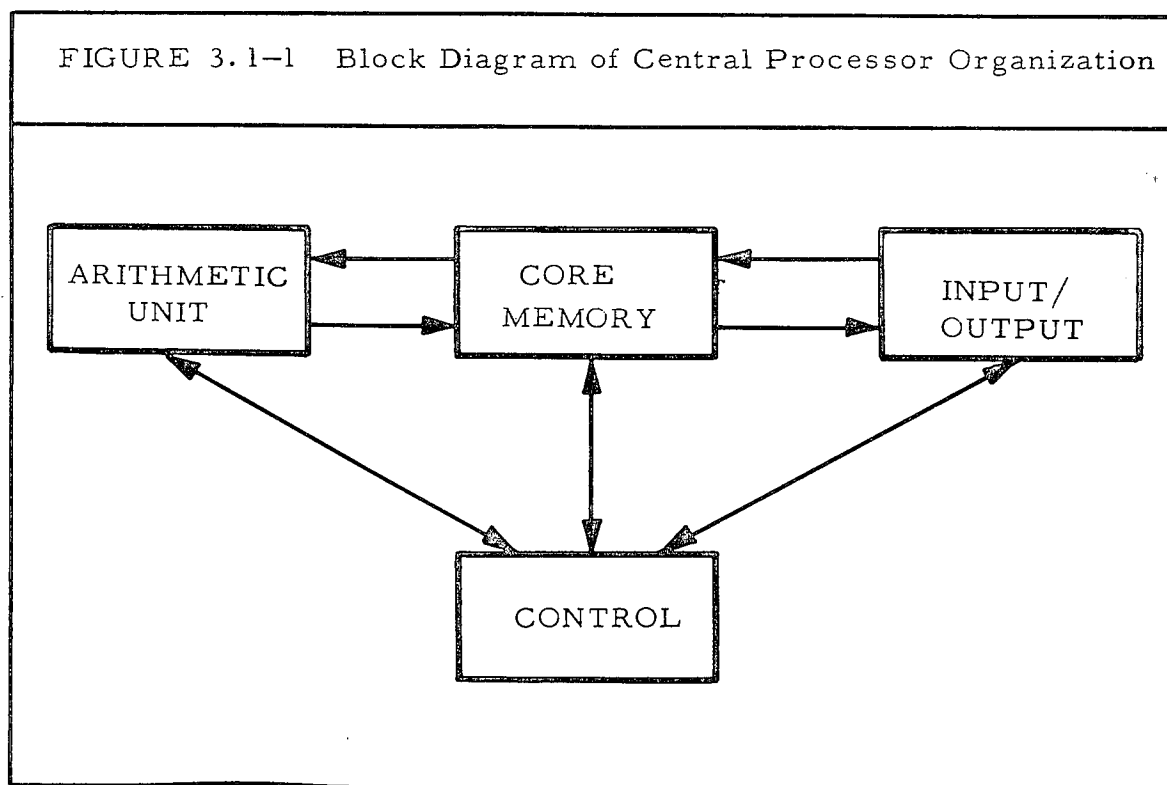 FIGURE 3.1-1 Block Diagram of Central Processor Organization
ARITHMETIC
UNIT
CORE
MEMORY
INPUT/
OUTPUT
CONTROL